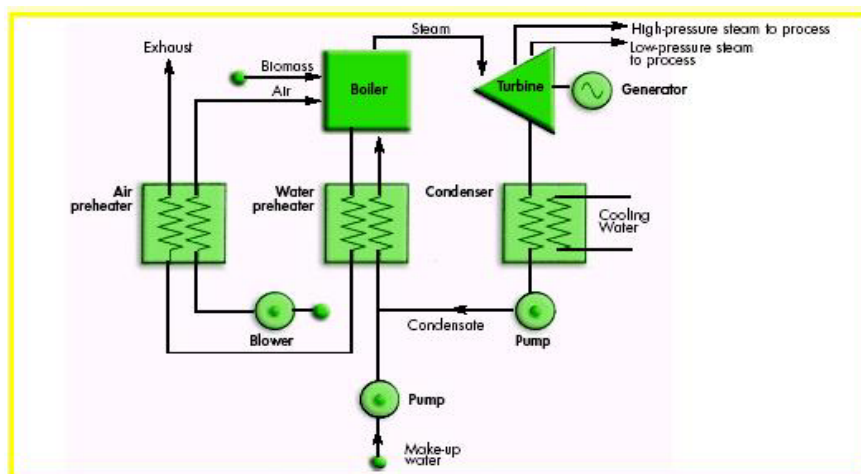 Steam
High-pressure steam to process
Low-pressure steam
to process
Exhaust
Biomass
Air
Boiler
Turbine
Generator
Air
preheater
Water
preheater
Condenser
Cooling
Water
Condensate
Blower
Pump
Pump
Make-up
water